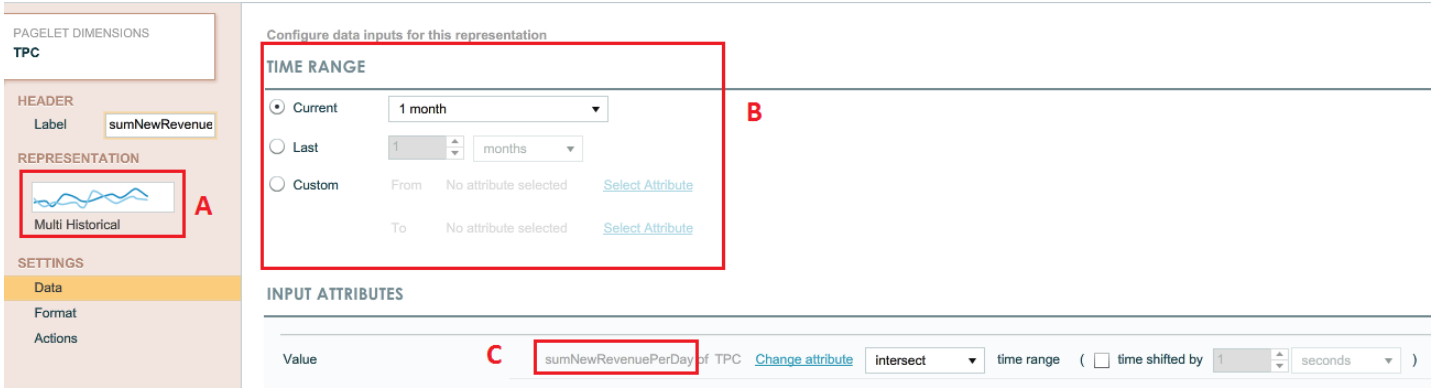 PAGELET DIMENSIONS
TPC
HEADER
Label sumNewRevenue
REPRESENTATION
A
Multi Historical
SETTINGS
Data
Format
Actions
Configure data inputs for this representation
TIME RANGE
Current 1 month
B
Last 1 months
Custom From No attribute selected Select Attribute
To No attribute selected Select Attribute
INPUT ATTRIBUTES
Value C sumNewRevenuePerDay of TPC Change attribute intersect time range ( time shifted by 1 seconds )